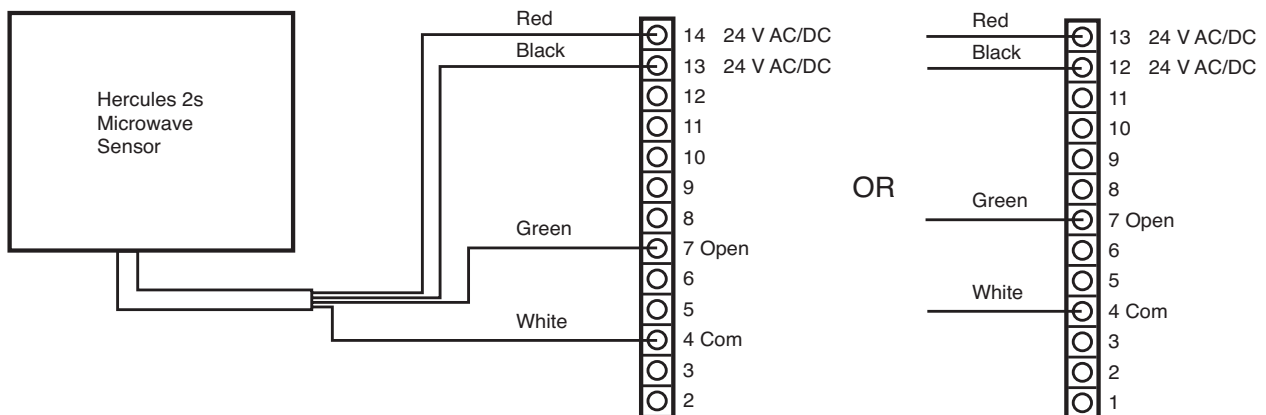 Hercules 2s
Microwave
Sensor
Red
Black
Green
White
14 24 V AC/DC
13 24 V AC/DC
12
11
10
9
8
7 Open
6
5
4 Com
3
2
OR
Red
Black
Green
White
13 24 V AC/DC
12 24 V AC/DC
11
10
9
8
7 Open
6
5
4 Com
3
2
1